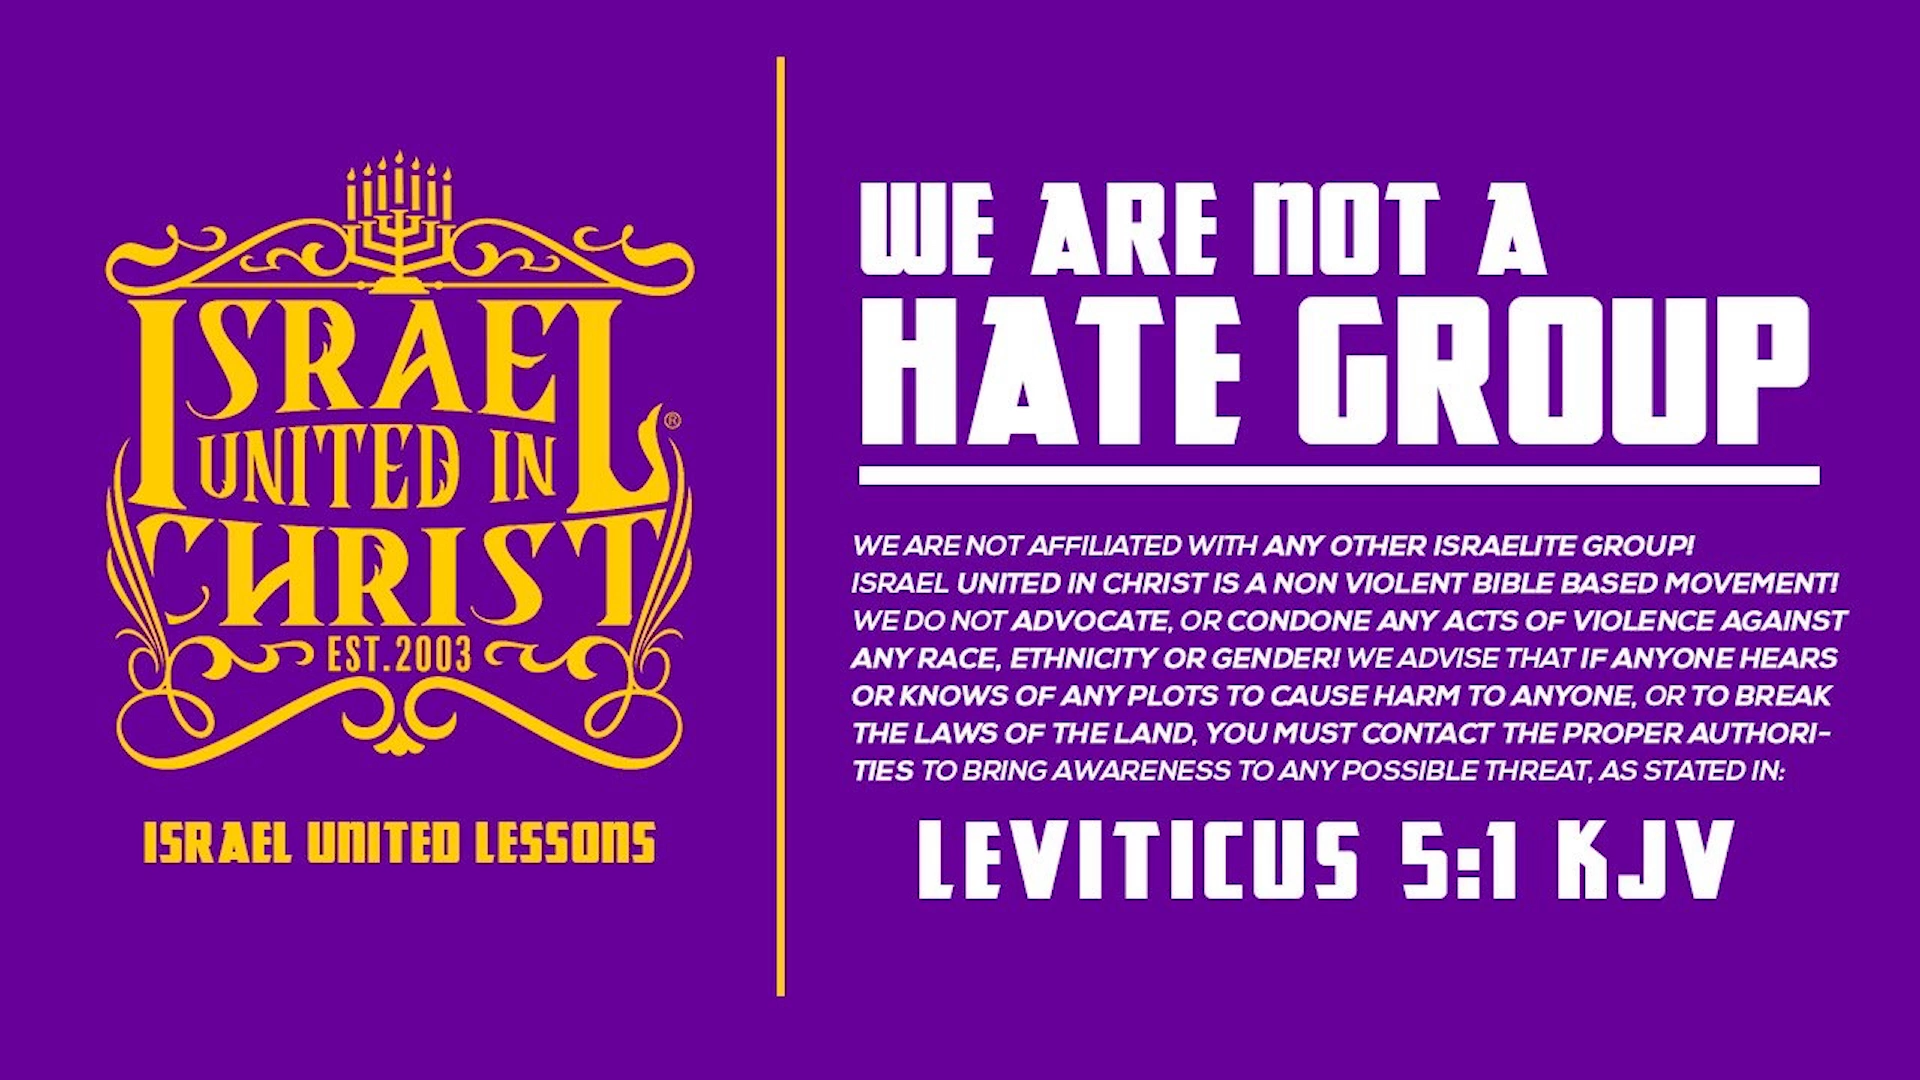 ISRAEL
UNITED IN
CHRIST
®
EST.2003
ISRAEL UNITED LESSONS
WE ARE NOT A
HATE GROUP
WE ARE NOT AFFILIATED WITH ANY OTHER ISRAELITE GROUP!
ISRAEL UNITED IN CHRIST IS A NON VIOLENT BIBLE BASED MOVEMENT!
WE DO NOT ADVOCATE, OR CONDONE ANY ACTS OF VIOLENCE AGAINST
ANY RACE, ETHNICITY OR GENDER! WE ADVISE THAT IF ANYONE HEARS
OR KNOWS OF ANY PLOTS TO CAUSE HARM TO ANYONE, OR TO BREAK
THE LAWS OF THE LAND, YOU MUST CONTACT THE PROPER AUTHORI-
TIES TO BRING AWARENESS TO ANY POSSIBLE THREAT, AS STATED IN:
LEVITICUS 5:1 KJV